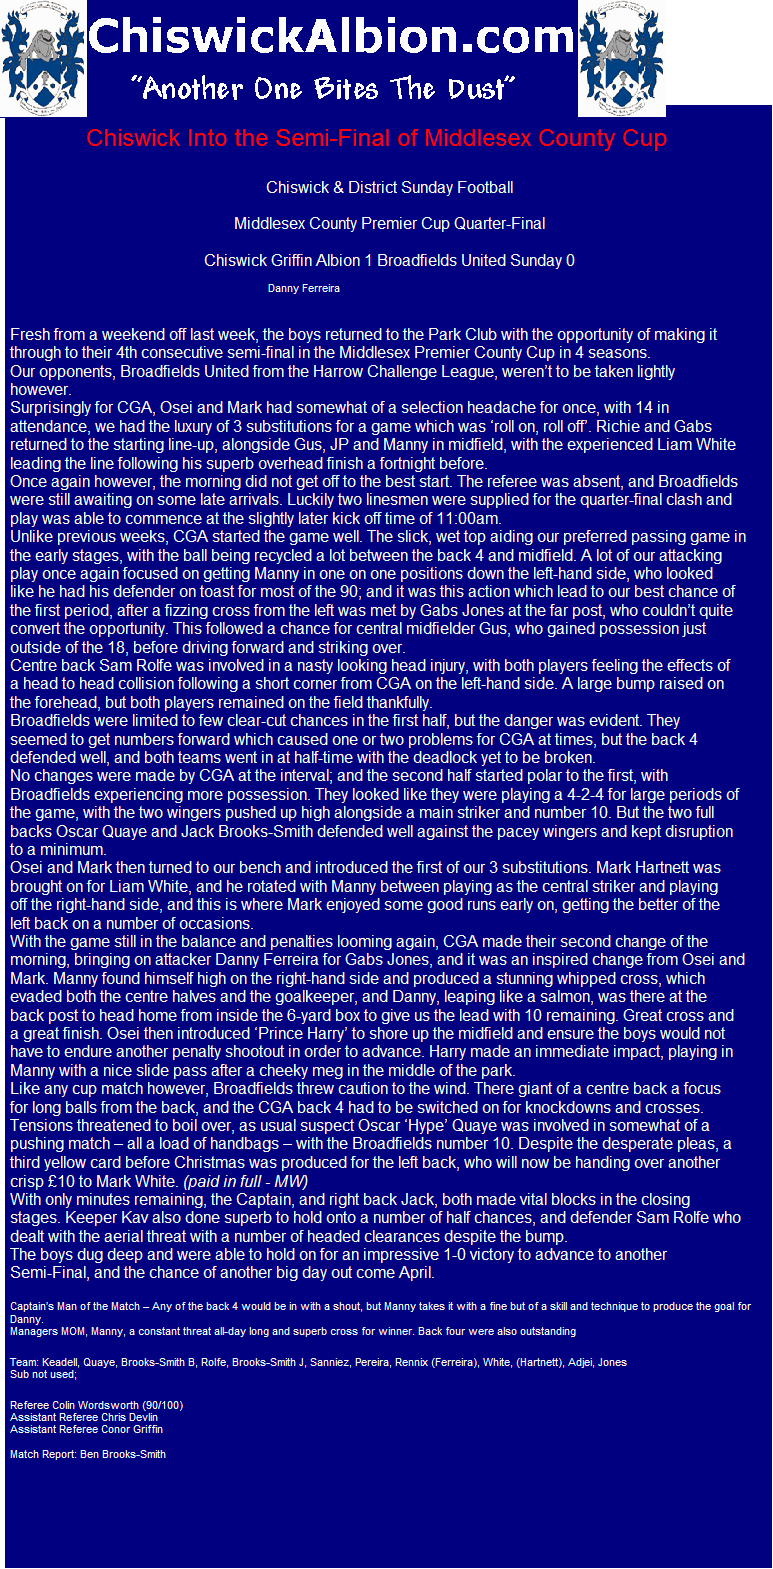 ChiswickAlbion.com
“Another One Bites The Dust”
Chiswick Into the Semi-Final of Middlesex County Cup
Chiswick & District Sunday Football
Middlesex County Premier Cup Quarter-Final
Chiswick Griffin Albion 1 Broadfields United Sunday 0
Danny Ferreira
Fresh from a weekend off last week, the boys returned to the Park Club with the opportunity of making it
through to their 4th consecutive semi-final in the Middlesex Premier County Cup in 4 seasons.
Our opponents, Broadfields United from the Harrow Challenge League, weren’t to be taken lightly
however.
Surprisingly for CGA, Osei and Mark had somewhat of a selection headache for once, with 14 in
attendance, we had the luxury of 3 substitutions for a game which was ‘roll on, roll off’. Richie and Gabs
returned to the starting line-up, alongside Gus, JP and Manny in midfield, with the experienced Liam White
leading the line following his superb overhead finish a fortnight before.
Once again however, the morning did not get off to the best start. The referee was absent, and Broadfields
were still awaiting on some late arrivals. Luckily two linesmen were supplied for the quarter-final clash and
play was able to commence at the slightly later kick off time of 11:00am.
Unlike previous weeks, CGA started the game well. The slick, wet top aiding our preferred passing game in
the early stages, with the ball being recycled a lot between the back 4 and midfield. A lot of our attacking
play once again focused on getting Manny in one on one positions down the left-hand side, who looked
like he had his defender on toast for most of the 90; and it was this action which lead to our best chance of
the first period, after a fizzing cross from the left was met by Gabs Jones at the far post, who couldn’t quite
convert the opportunity. This followed a chance for central midfielder Gus, who gained possession just
outside of the 18, before driving forward and striking over.
Centre back Sam Rolfe was involved in a nasty looking head injury, with both players feeling the effects of
a head to head collision following a short corner from CGA on the left-hand side. A large bump raised on
the forehead, but both players remained on the field thankfully.
Broadfields were limited to few clear-cut chances in the first half, but the danger was evident. They
seemed to get numbers forward which caused one or two problems for CGA at times, but the back 4
defended well, and both teams went in at half-time with the deadlock yet to be broken.
No changes were made by CGA at the interval; and the second half started polar to the first, with
Broadfields experiencing more possession. They looked like they were playing a 4-2-4 for large periods of
the game, with the two wingers pushed up high alongside a main striker and number 10. But the two full
backs Oscar Quaye and Jack Brooks-Smith defended well against the pacey wingers and kept disruption
to a minimum.
Osei and Mark then turned to our bench and introduced the first of our 3 substitutions. Mark Hartnett was
brought on for Liam White, and he rotated with Manny between playing as the central striker and playing
off the right-hand side, and this is where Mark enjoyed some good runs early on, getting the better of the
left back on a number of occasions.
With the game still in the balance and penalties looming again, CGA made their second change of the
morning, bringing on attacker Danny Ferreira for Gabs Jones, and it was an inspired change from Osei and
Mark. Manny found himself high on the right-hand side and produced a stunning whipped cross, which
evaded both the centre halves and the goalkeeper, and Danny, leaping like a salmon, was there at the
back post to head home from inside the 6-yard box to give us the lead with 10 remaining. Great cross and
a great finish. Osei then introduced ‘Prince Harry’ to shore up the midfield and ensure the boys would not
have to endure another penalty shootout in order to advance. Harry made an immediate impact, playing in
Manny with a nice slide pass after a cheeky meg in the middle of the park.
Like any cup match however, Broadfields threw caution to the wind. There giant of a centre back a focus
for long balls from the back, and the CGA back 4 had to be switched on for knockdowns and crosses.
Tensions threatened to boil over, as usual suspect Oscar ‘Hype’ Quaye was involved in somewhat of a
pushing match – all a load of handbags – with the Broadfields number 10. Despite the desperate pleas, a
third yellow card before Christmas was produced for the left back, who will now be handing over another
crisp £10 to Mark White. (paid in full - MW)
With only minutes remaining, the Captain, and right back Jack, both made vital blocks in the closing
stages. Keeper Kav also done superb to hold onto a number of half chances, and defender Sam Rolfe who
dealt with the aerial threat with a number of headed clearances despite the bump.
The boys dug deep and were able to hold on for an impressive 1-0 victory to advance to another
Semi-Final, and the chance of another big day out come April.
Captain's Man of the Match – Any of the back 4 would be in with a shout, but Manny takes it with a fine but of a skill and technique to produce the goal for
Danny.
Managers MOM, Manny, a constant threat all-day long and superb cross for winner. Back four were also outstanding
Team: Keadell, Quaye, Brooks-Smith B, Rolfe, Brooks-Smith J, Sanniez, Pereira, Rennix (Ferreira), White, (Hartnett), Adjei, Jones
Sub not used;
Referee Colin Wordsworth (90/100)
Assistant Referee Chris Devlin
Assistant Referee Conor Griffin
Match Report: Ben Brooks-Smith